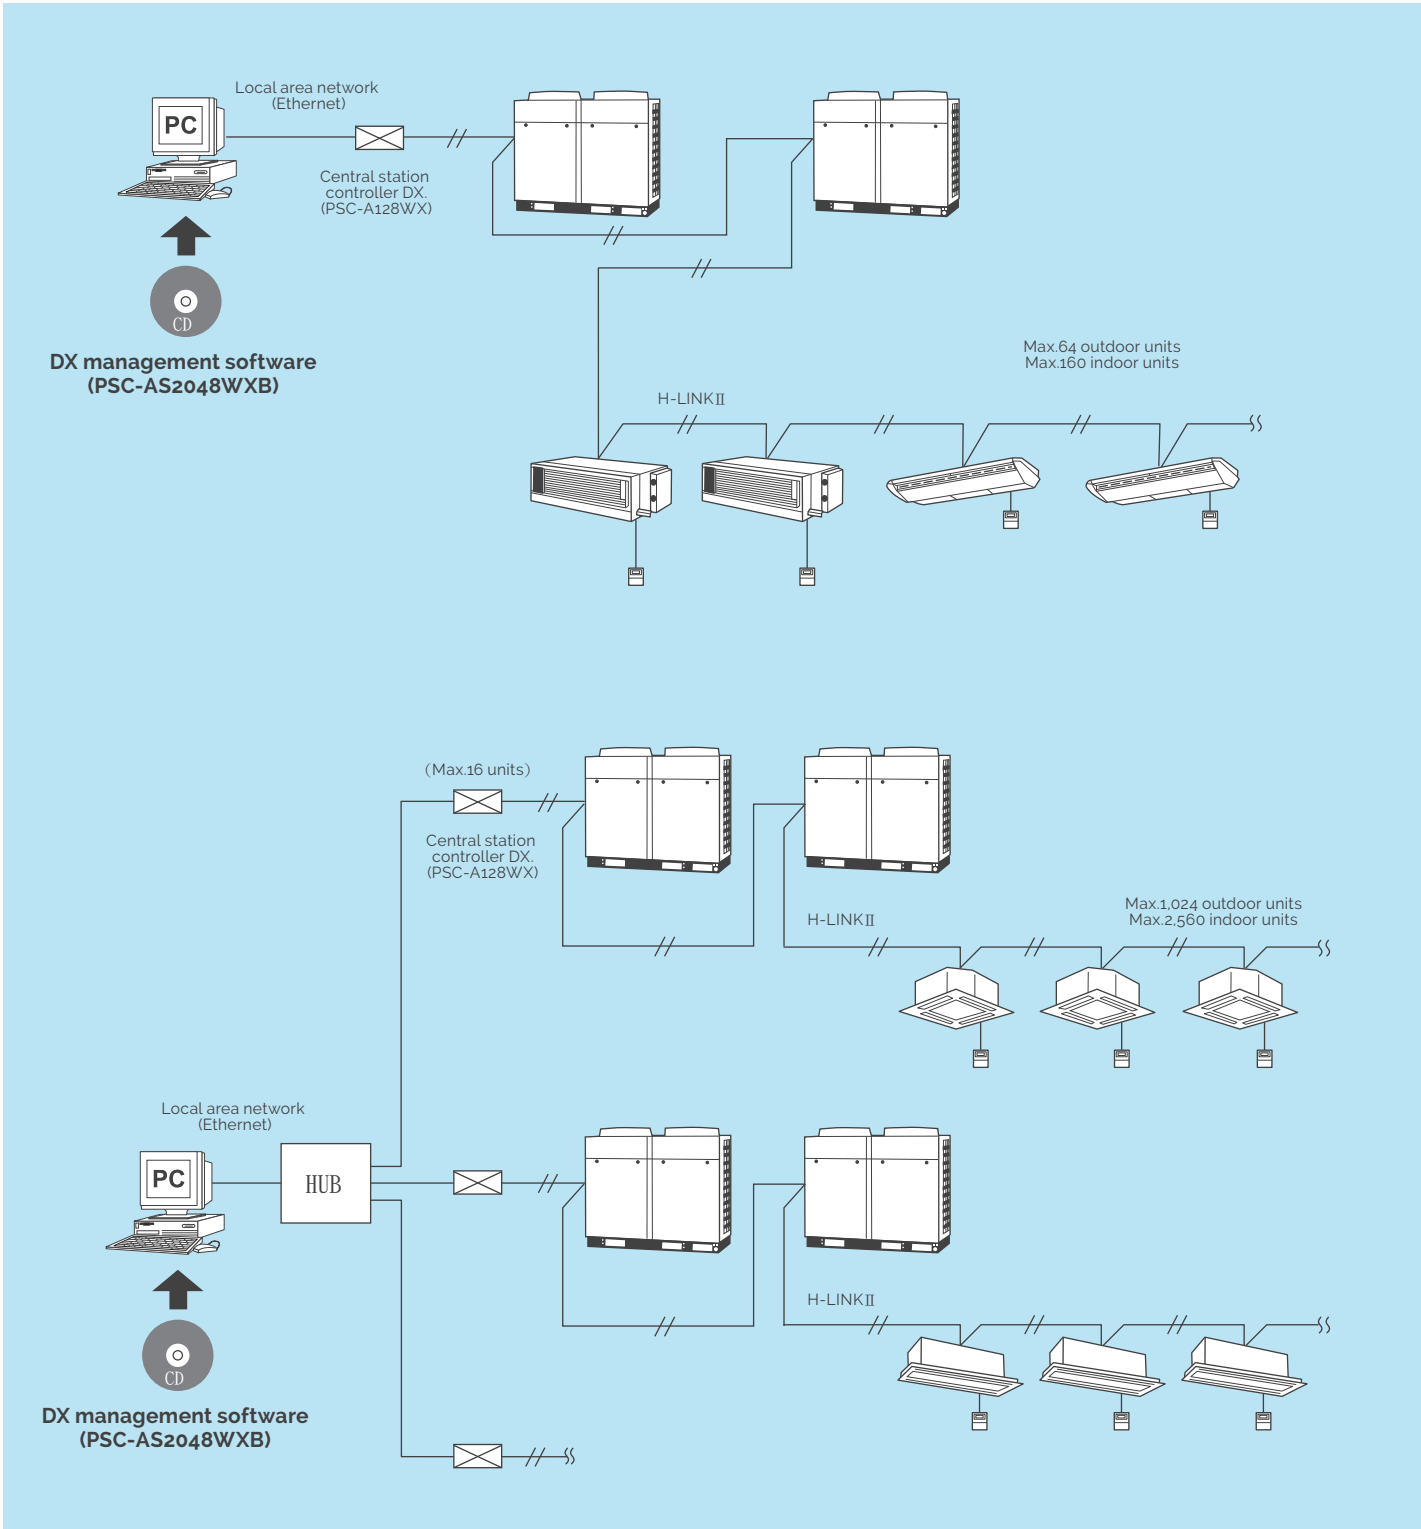 Local area network
(Ethernet)
PC
Central station
controller DX.
(PSC-A128WX)
CD
DX management software
(PSC-AS2048WXB)
Max.64 outdoor units
Max.160 indoor units
H-LINKⅡ
(Max.16 units)
Central station
controller DX.
(PSC-A128WX)
H-LINKⅡ
Max.1,024 outdoor units
Max.2,560 indoor units
Local area network
(Ethernet)
PC
HUB
H-LINKⅡ
CD
DX management software
(PSC-AS2048WXB)